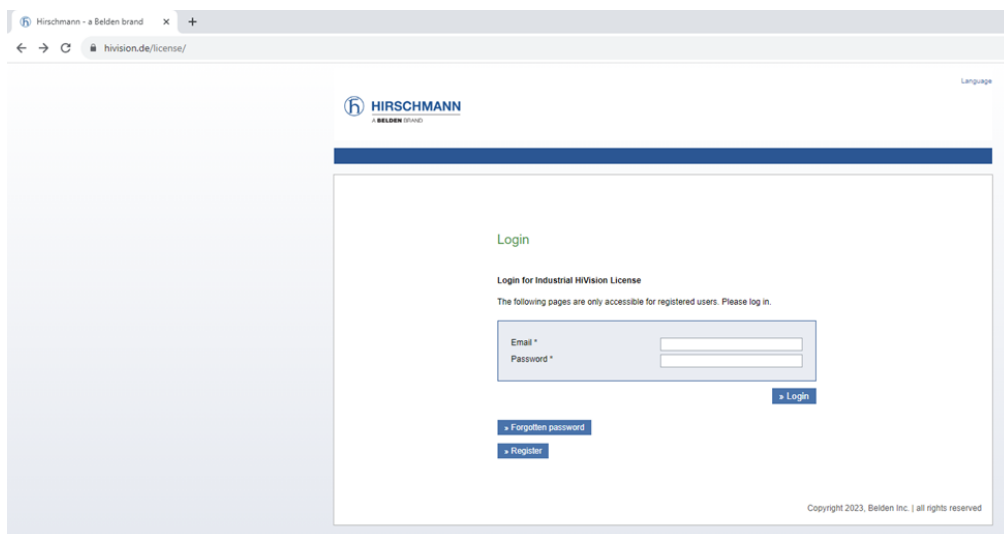 Hirschmann - a Belden brand
hivision.de/license/
Language
HIRSCHMANN
A BELDEN BRAND
Login
Login for Industrial HiVision License
The following pages are only accessible for registered users. Please log in.
Email *
Password *
» Login
» Forgotten password
» Register
Copyright 2023, Belden Inc. | all rights reserved